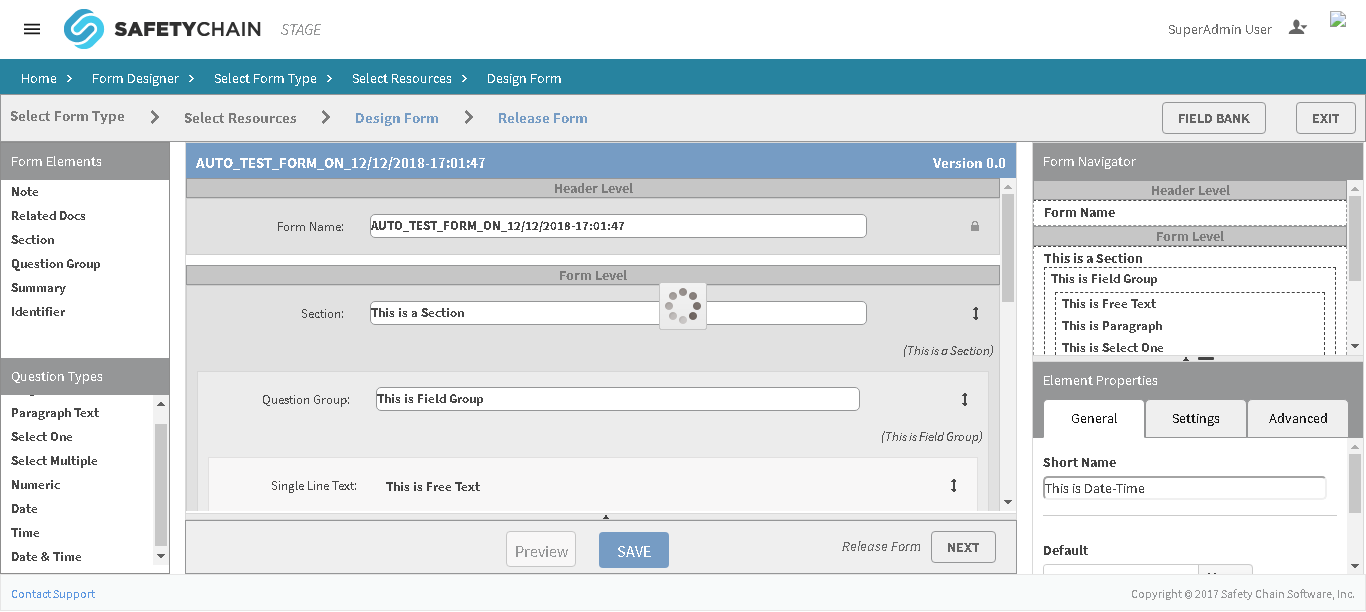 SAFETYCHAIN STAGE
SuperAdmin User
Home Form Designer Select Form Type Select Resources Design Form
Select Form Type Select Resources Design Form Release Form
FIELD BANK EXIT
Form Elements
Note
Related Docs
Section
Question Group
Summary
Identifier
Question Types
Paragraph Text
Select One
Select Multiple
Numeric
Date
Time
Date & Time
AUTO_TEST_FORM_ON_12/12/2018-17:01:47 Version 0.0
Header Level
Form Name: AUTO_TEST_FORM_ON_12/12/2018-17:01:47
Form Level
Section: This is a Section
(This is a Section)
Question Group: This is Field Group
(This is Field Group)
Single Line Text: This is Free Text
Preview SAVE Release Form NEXT
Form Navigator
Header Level
Form Name
Form Level
This is a Section
This is Field Group
This is Free Text
This is Paragraph
This is Select One
Element Properties
General Settings Advanced
Short Name
This is Date-Time
Default
Contact Support
Copyright © 2017 Safety Chain Software, Inc.